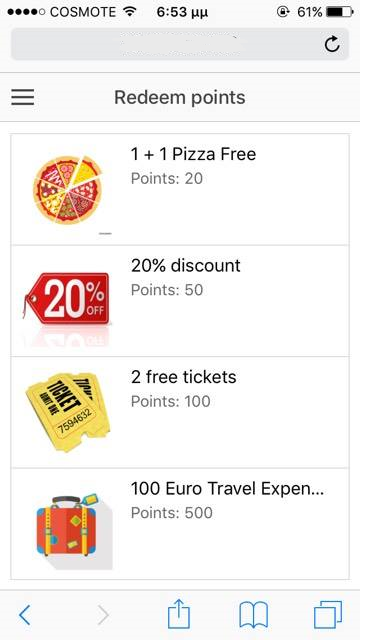 COSMOTE 6:53 μμ 61%
Redeem points
1 + 1 Pizza Free
Points: 20
20% discount
Points: 50
20% OFF
2 free tickets
Points: 100
TICKET
ADMIT ONE
7594632
100 Euro Travel Expen...
Points: 500